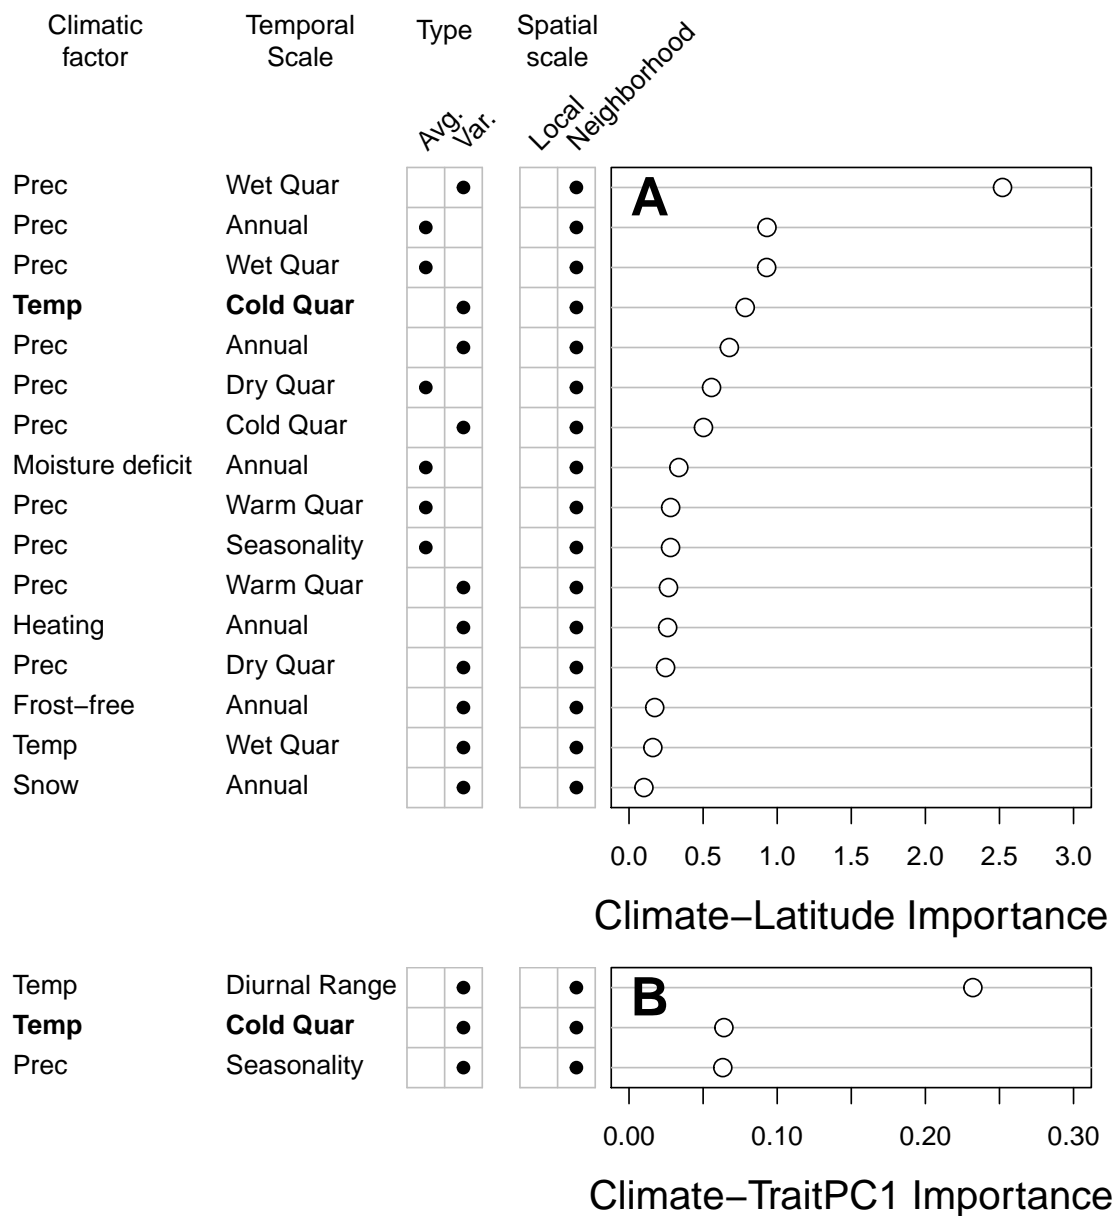 Climatic factor
Temporal Scale
Type
Spatial scale
Avg.
Var.
Local
Neighborhood
A
Prec Wet Quar
Prec Annual
Prec Wet Quar
Temp Cold Quar
Prec Annual
Prec Dry Quar
Prec Cold Quar
Moisture deficit Annual
Prec Warm Quar
Prec Seasonality
Prec Warm Quar
Heating Annual
Prec Dry Quar
Frost−free Annual
Temp Wet Quar
Snow Annual
0.0 0.5 1.0 1.5 2.0 2.5 3.0
Climate−Latitude Importance
B
Temp Diurnal Range
Temp Cold Quar
Prec Seasonality
0.00 0.10 0.20 0.30
Climate−TraitPC1 Importance